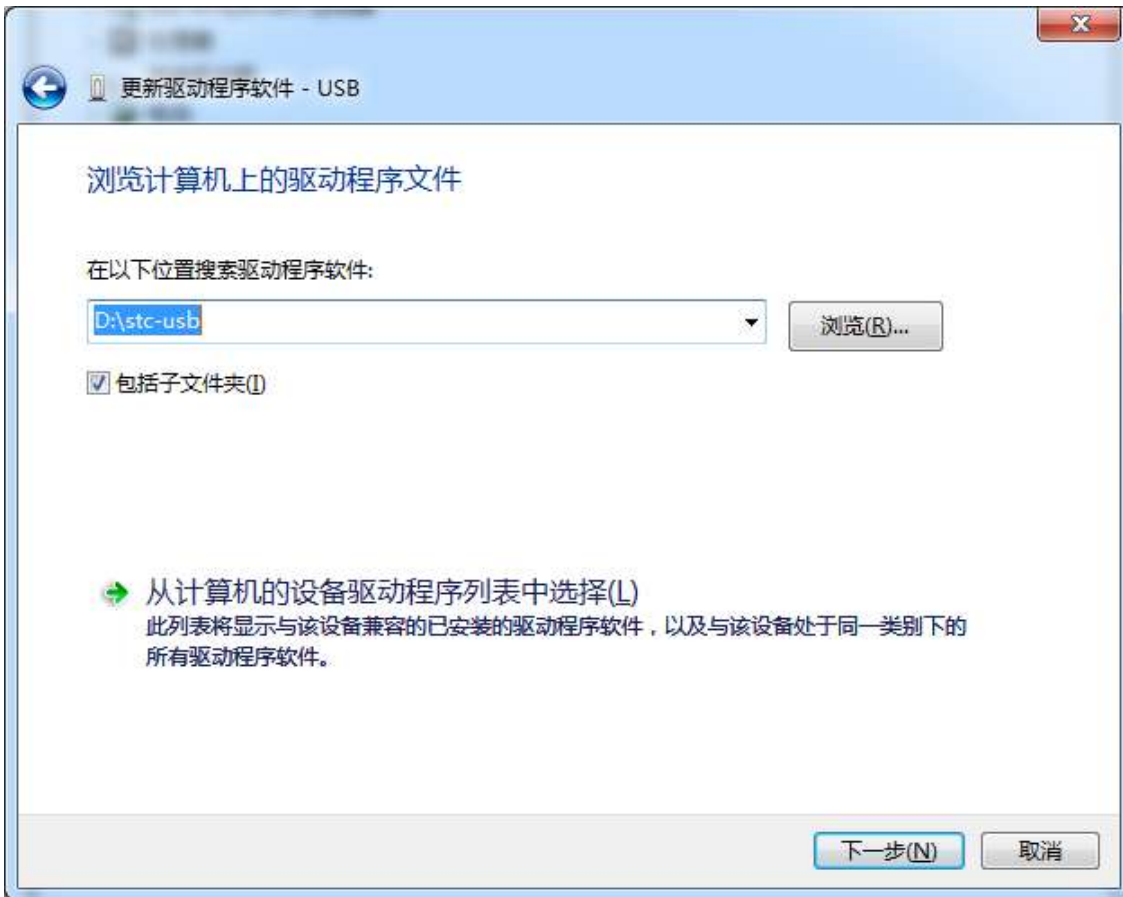 更新驱动程序软件 - USB
浏览计算机上的驱动程序文件
在以下位置搜索驱动程序软件:
D:\stc-usb
浏览(R)...
包括子文件夹(I)
从计算机的设备驱动程序列表中选择(L)
此列表将显示与该设备兼容的已安装的驱动程序软件，以及与该设备处于同一类别下的
所有驱动程序软件。
下一步(N)
取消